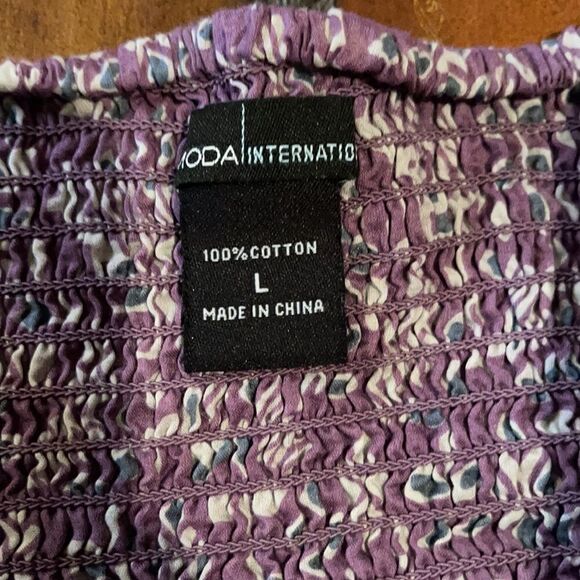 MODA INTERNATIO
100% COTTON
L
MADE IN CHINA